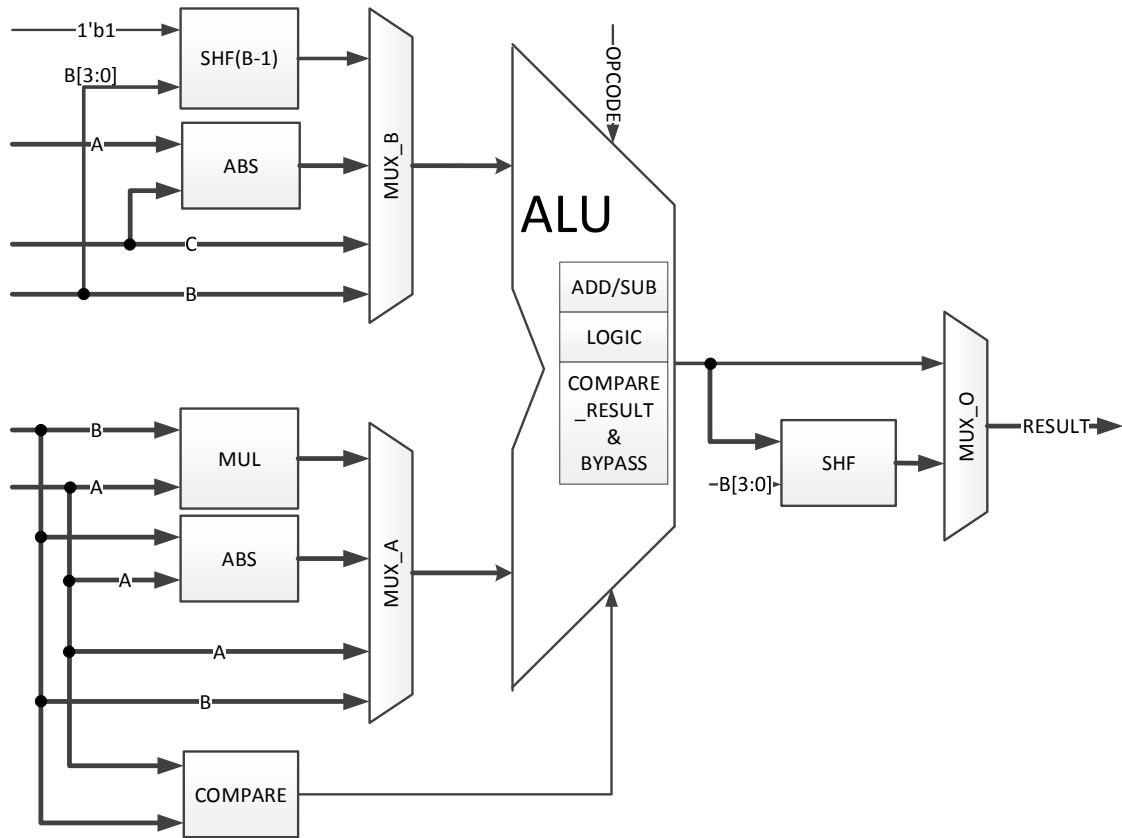 1'b1
SHF(B-1)
B[3:0]
A
ABS
C
B
MUX_B
OPCODE
ALU
ADD/SUB
LOGIC
COMPARE
_RESULT
&
BYPASS
B
MUL
A
ABS
A
A
B
MUX_A
COMPARE
SHF
B[3:0]
MUX_O
RESULT